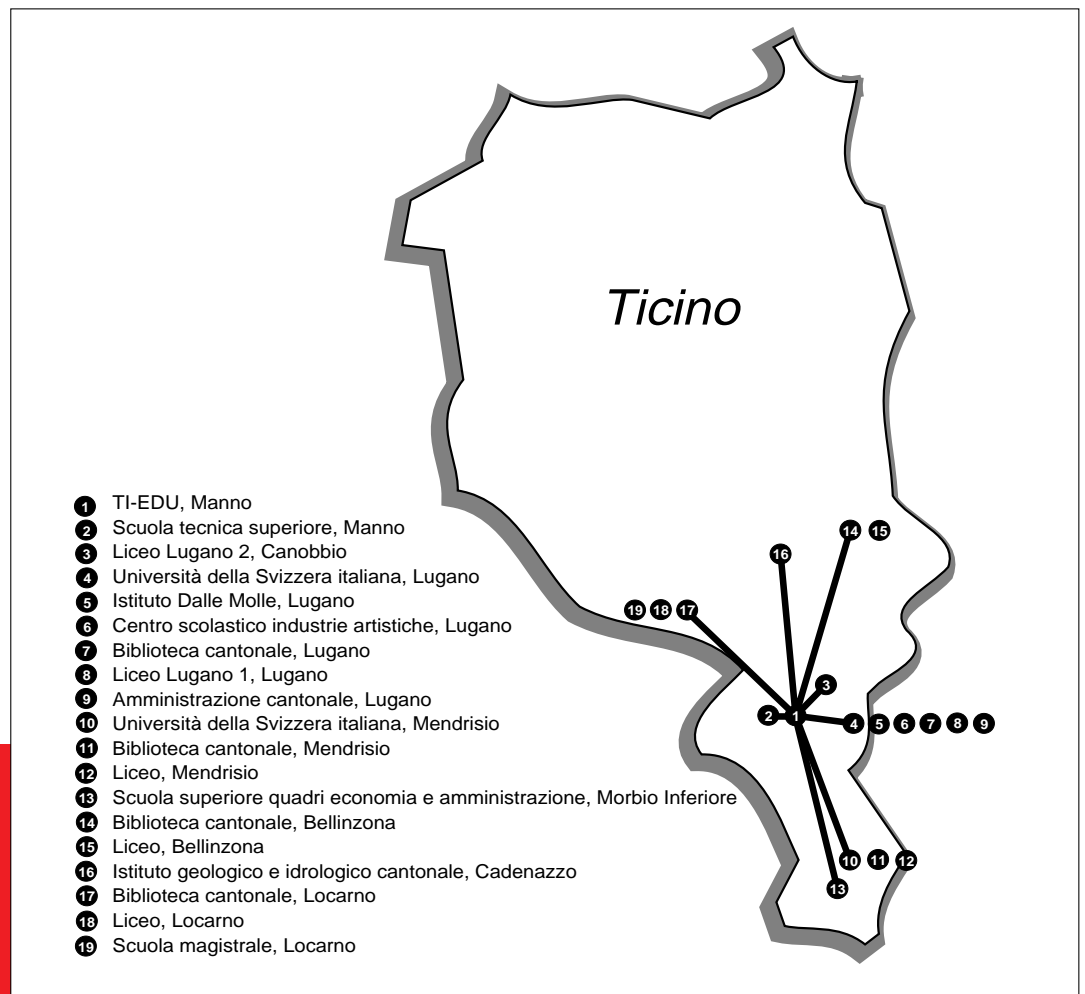 Ticino
1 TI-EDU, Manno
2 Scuola tecnica superiore, Manno
3 Liceo Lugano 2, Canobbio
4 Università della Svizzera italiana, Lugano
5 Istituto Dalle Molle, Lugano
6 Centro scolastico industrie artistiche, Lugano
7 Biblioteca cantonale, Lugano
8 Liceo Lugano 1, Lugano
9 Amministrazione cantonale, Lugano
10 Università della Svizzera italiana, Mendrisio
11 Biblioteca cantonale, Mendrisio
12 Liceo, Mendrisio
13 Scuola superiore quadri economia e amministrazione, Morbio Inferiore
14 Biblioteca cantonale, Bellinzona
15 Liceo, Bellinzona
16 Istituto geologico e idrologico cantonale, Cadenazzo
17 Biblioteca cantonale, Locarno
18 Liceo, Locarno
19 Scuola magistrale, Locarno
14 15
16
19 18 17
3
2 1 4 5 6 7 8 9
10 11 12
13